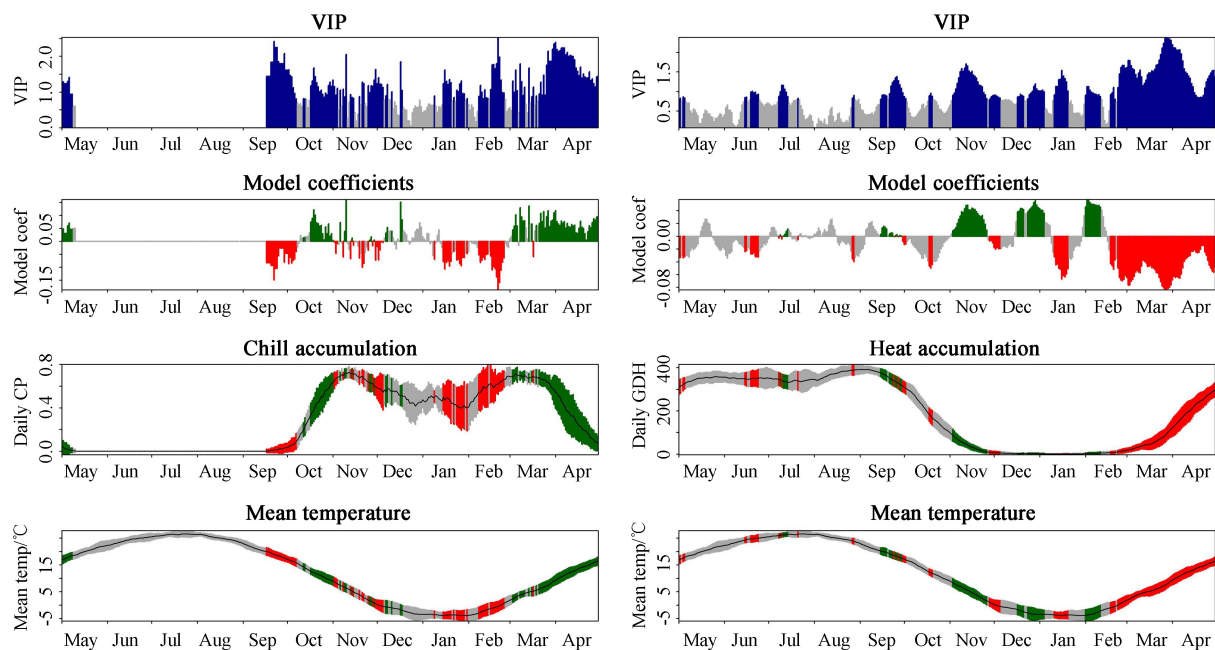 VIP
VIP
0.0 1.0 2.0
VIP
May Jun Jul Aug Sep Oct Nov Dec Jan Feb Mar Apr
VIP
0.5 1.5
May Jun Jul Aug Sep Oct Nov Dec Jan Feb Mar Apr
Model coefficients
Model coefficients
Model coef
-0.15 0.05
May Jun Jul Aug Sep Oct Nov Dec Jan Feb Mar Apr
Model coef
-0.08 0.00
May Jun Jul Aug Sep Oct Nov Dec Jan Feb Mar Apr
Chill accumulation
Heat accumulation
Daily CP
0.0 0.4 0.8
May Jun Jul Aug Sep Oct Nov Dec Jan Feb Mar Apr
Daily GDH
0 200 400
May Jun Jul Aug Sep Oct Nov Dec Jan Feb Mar Apr
Mean temperature
Mean temperature
Mean temp/℃
-5 5 15
May Jun Jul Aug Sep Oct Nov Dec Jan Feb Mar Apr
Mean temp/℃
-5 5 15
May Jun Jul Aug Sep Oct Nov Dec Jan Feb Mar Apr